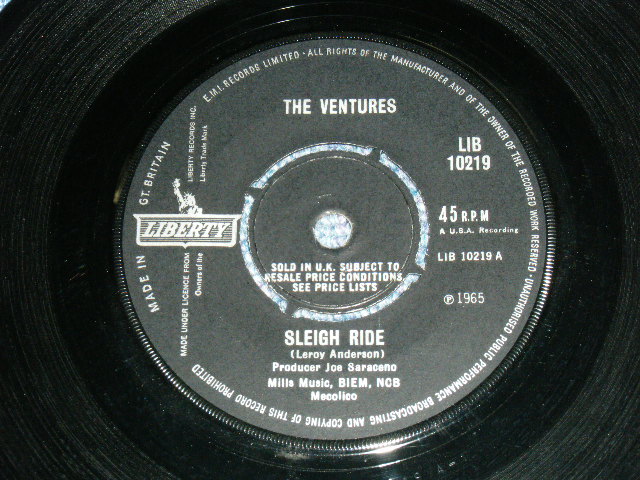 E.M.I. RECORDS LIMITED · ALL RIGHTS OF THE MANUFACTURER AND OF THE OWNER OF THE RECORDED WORK RESERVED · UNAUTHORISED PUBLIC PERFORMANCE BROADCASTING AND COPYING OF THIS RECORD PROHIBITED
MADE IN GT. BRITAIN
THE VENTURES
LIB
10219
LIBERTY RECORDS INC.
Liberty Trade Mark
LIBERTY
MADE UNDER LICENCE FROM
Owners of the
45 R.P.M
A U.B.A. Recording
LIB 10219 A
SOLD IN U.K. SUBJECT TO
RESALE PRICE CONDITIONS,
SEE PRICE LISTS
℗ 1965
SLEIGH RIDE
(Leroy Anderson)
Producer Joe Saraceno
Mills Music, BIEM, NCB
Mecolico